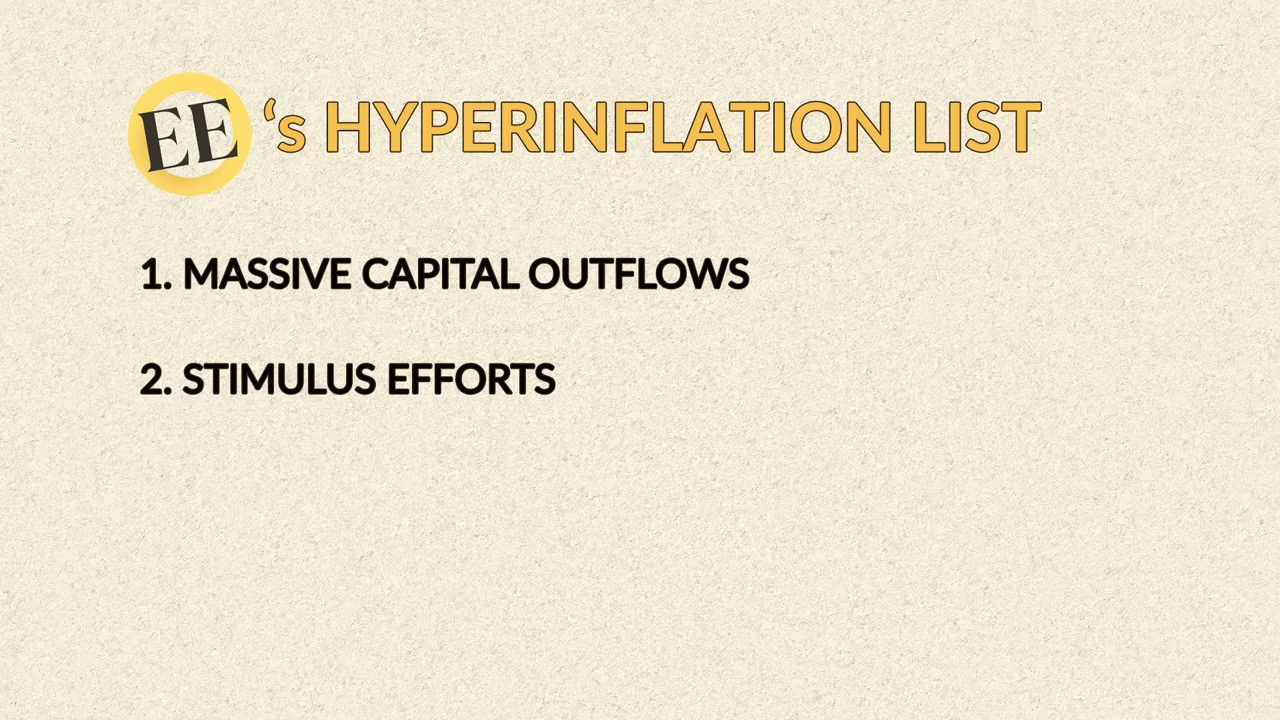 EE ‘s HYPERINFLATION LIST
1. MASSIVE CAPITAL OUTFLOWS
2. STIMULUS EFFORTS